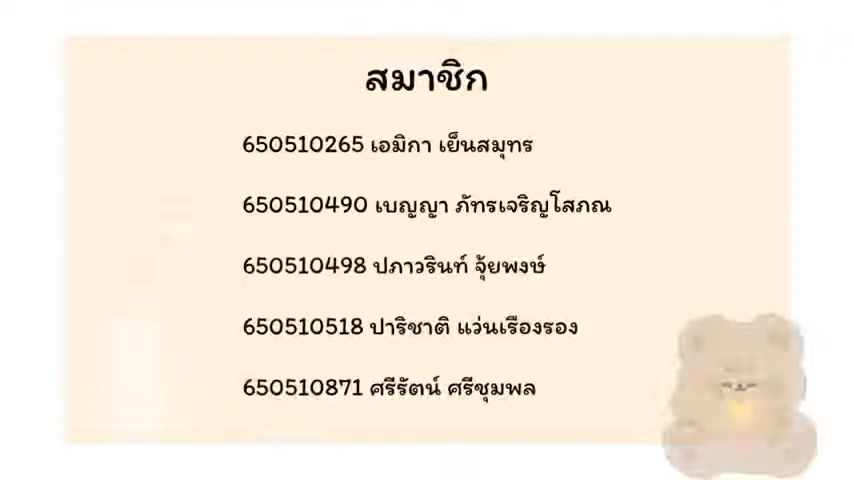 สมาชิก
650510265 เอมิกา เย็นสมุทร
650510490 เบญญา ภัทรเจริญโสภณ
650510498 ปภาวรินท์ จุ้ยพงษ์
650510518 ปาริชาติ แว่นเรืองรอง
650510871 ศรีรัตน์ ศรีชุมพล